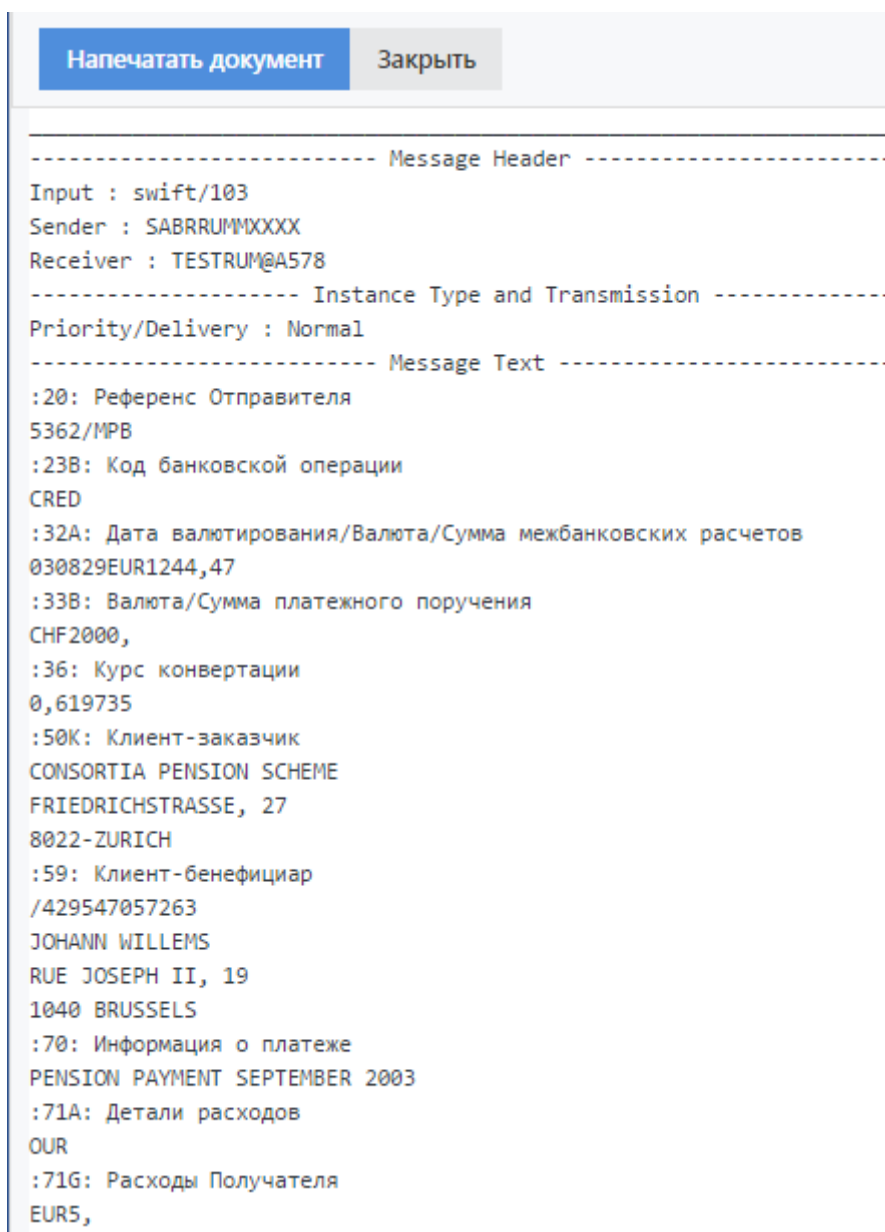 Напечатать документ Закрыть
--------------------------- Message Header ------------------------
Input : swift/103
Sender : SABRRUMMXXXX
Receiver : TESTRUM@A578
--------------------- Instance Type and Transmission --------------
Priority/Delivery : Normal
--------------------------- Message Text --------------------------
:20: Референс Отправителя
5362/MPB
:23B: Код банковской операции
CRED
:32A: Дата валютирования/Валюта/Сумма межбанковских расчетов
030829EUR1244,47
:33B: Валюта/Сумма платежного поручения
CHF2000,
:36: Курс конвертации
0,619735
:50K: Клиент-заказчик
CONSORTIA PENSION SCHEME
FRIEDRICHSTRASSE, 27
8022-ZURICH
:59: Клиент-бенефициар
/429547057263
JOHANN WILLEMS
RUE JOSEPH II, 19
1040 BRUSSELS
:70: Информация о платеже
PENSION PAYMENT SEPTEMBER 2003
:71A: Детали расходов
OUR
:71G: Расходы Получателя
EUR5,